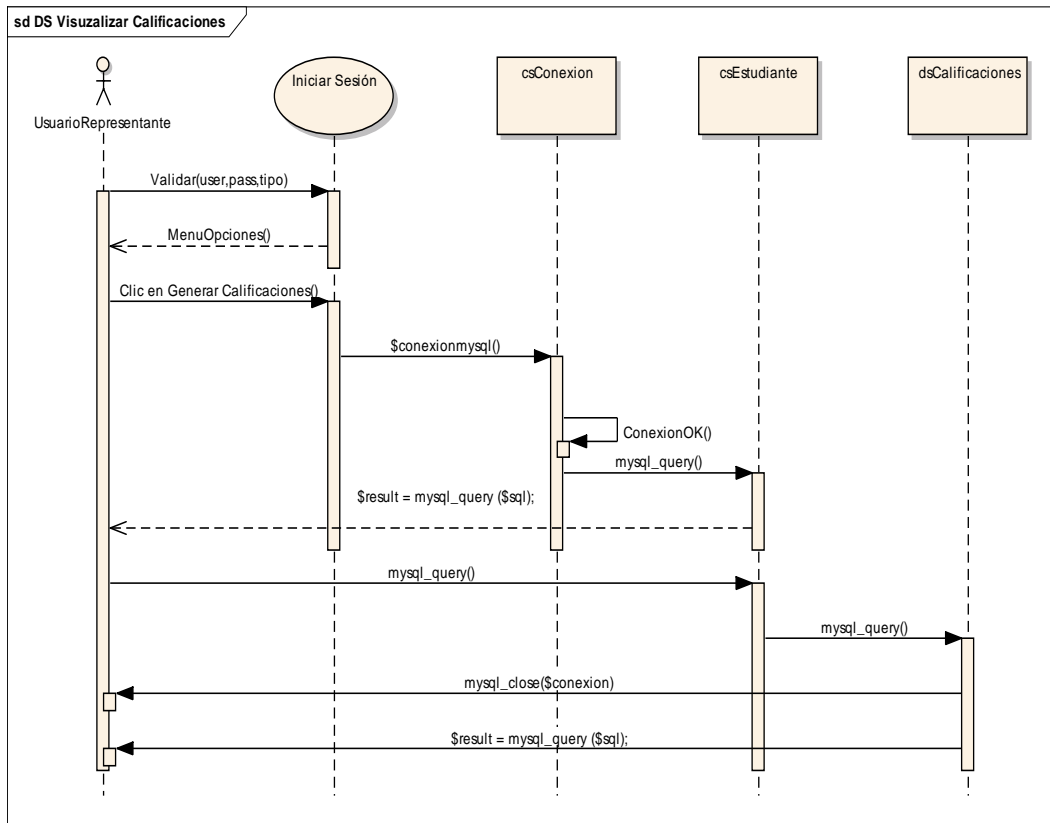 sd DS Visuzalizar Calificaciones
UsuarioRepresentante
Iniciar Sesión
csConexion
csEstudiante
dsCalificaciones
Validar(user,pass,tipo)
MenuOpciones()
Clic en Generar Calificaciones()
$conexionmysql()
ConexionOK()
mysql_query()
$result = mysql_query ($sql);
mysql_query()
mysql_query()
mysql_close($conexion)
$result = mysql_query ($sql);